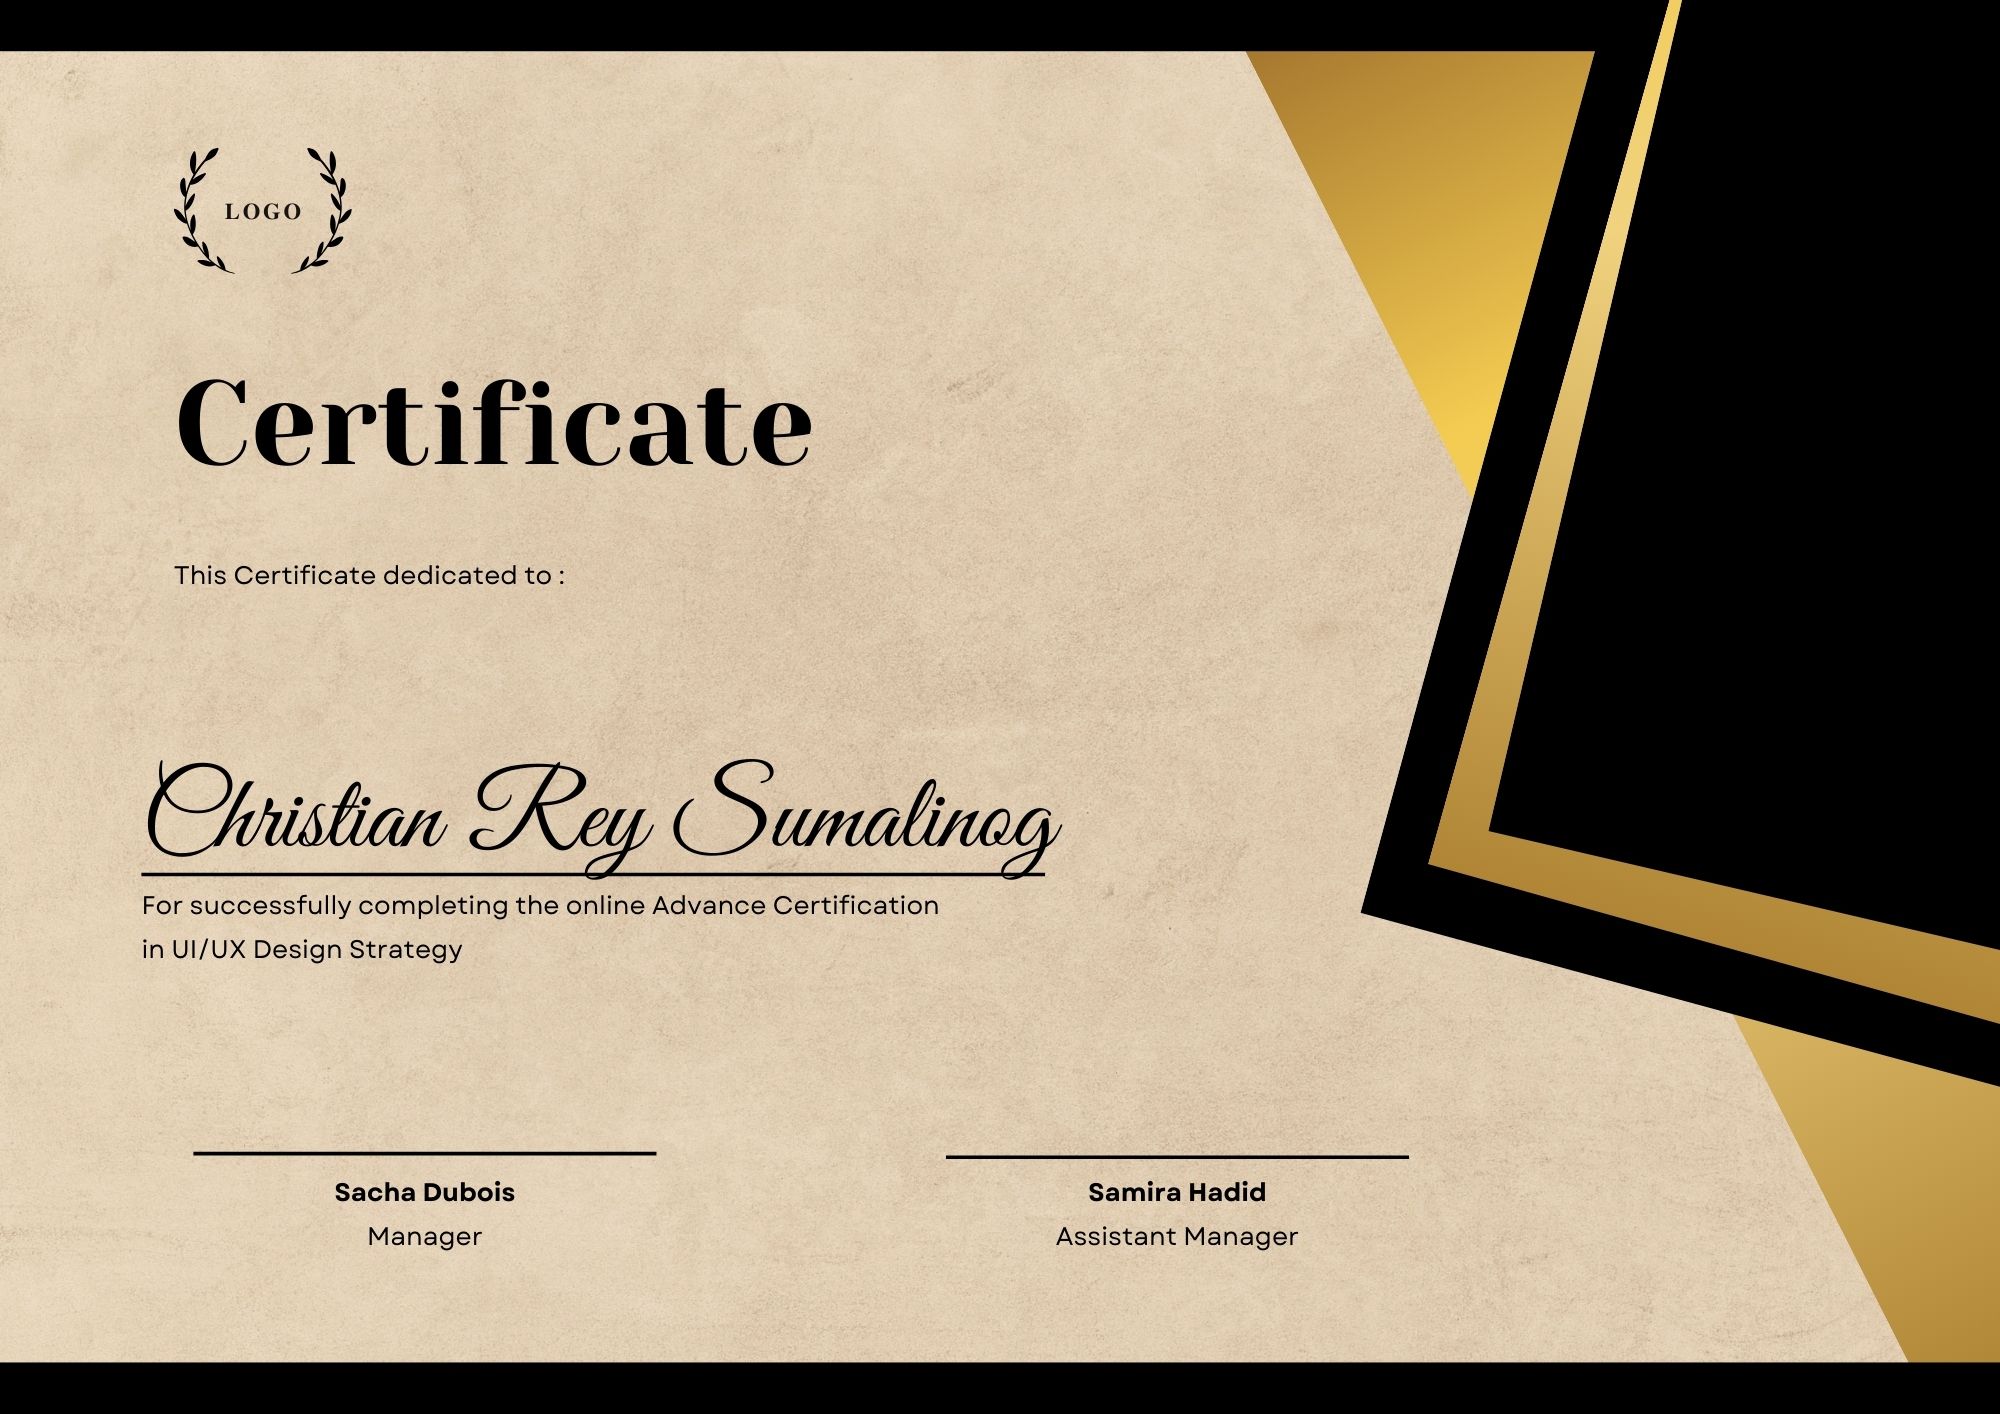 LOGO
Certificate
This Certificate dedicated to :
Christian Rey Sumalinog
For successfully completing the online Advance Certification
in UI/UX Design Strategy
Sacha Dubois
Manager
Samira Hadid
Assistant Manager